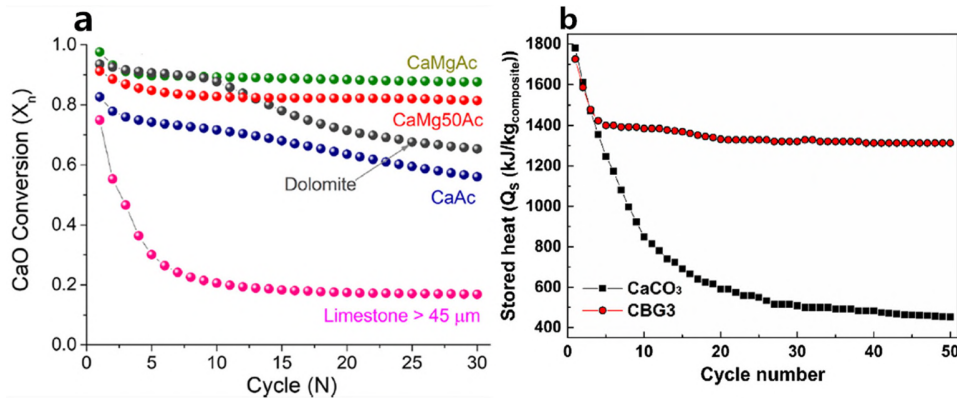 a
CaO Conversion (Xn)
1.0
0.8
0.6
0.4
0.2
0.0
CaMgAc
CaMg50Ac
Dolomite
CaAc
Limestone > 45 μm
0 5 10 15 20 25 30
Cycle (N)
b
Stored heat (QS (kJ/kgcomposite))
1800
1600
1400
1200
1000
800
600
400
CaCO₃
CBG3
0 10 20 30 40 50
Cycle number